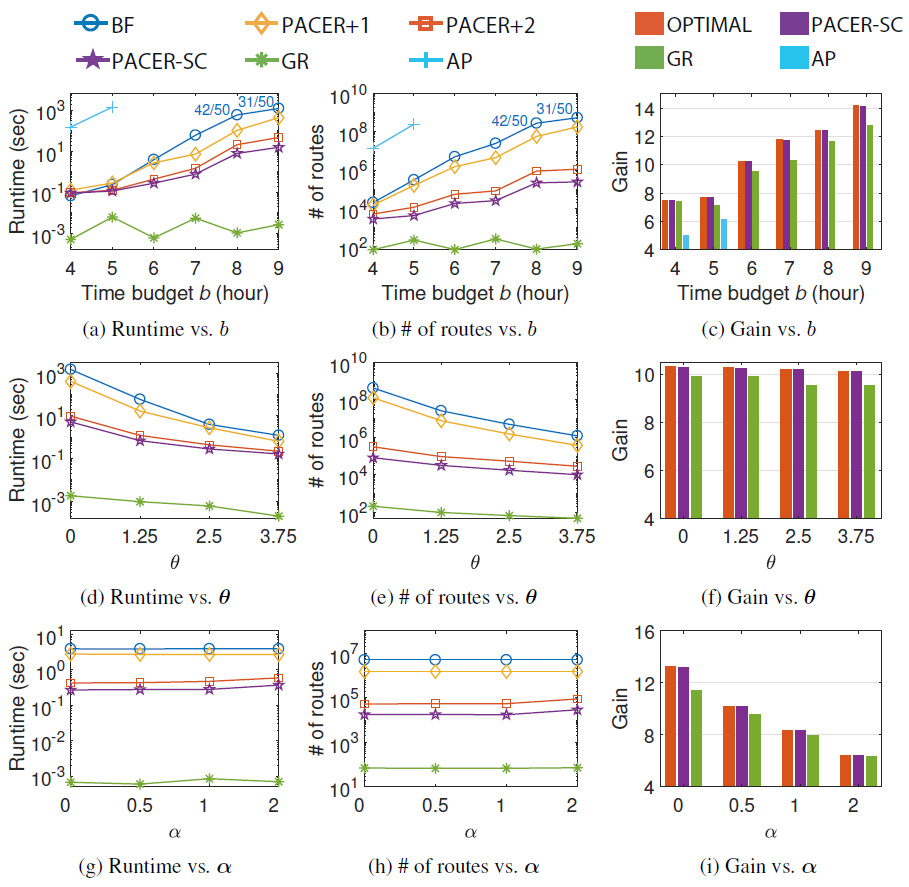 BF PACER+1 PACER+2 OPTIMAL PACER-SC
PACER-SC GR AP GR AP
Runtime (sec)
10^3
10^1
10^-1
10^-3
42/50 31/50
4 5 6 7 8 9
Time budget b (hour)
(a) Runtime vs. b
# of routes
10^10
10^8
10^6
10^4
10^2
42/50 31/50
4 5 6 7 8 9
Time budget b (hour)
(b) # of routes vs. b
Gain
14
12
10
8
6
4
4 5 6 7 8 9
Time budget b (hour)
(c) Gain vs. b
Runtime (sec)
10^3
10^1
10^-1
10^-3
0 1.25 2.5 3.75
θ
(d) Runtime vs. θ
# of routes
10^10
10^8
10^6
10^4
10^2
0 1.25 2.5 3.75
θ
(e) # of routes vs. θ
Gain
10
8
6
4
0 1.25 2.5 3.75
θ
(f) Gain vs. θ
Runtime (sec)
10^1
10^0
10^-1
10^-2
10^-3
0 0.5 1 2
α
(g) Runtime vs. α
# of routes
10^7
10^5
10^3
10^1
0 0.5 1 2
α
(h) # of routes vs. α
Gain
16
12
8
4
0 0.5 1 2
α
(i) Gain vs. α